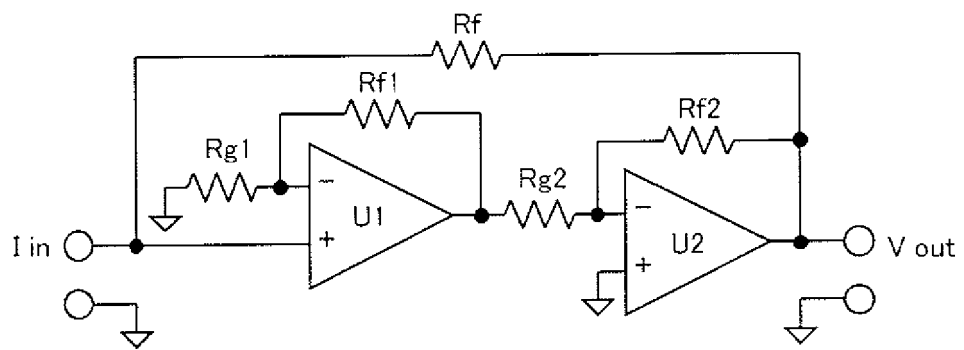 Rf
Rf1
Rf2
Rg1
Rg2
−
U1
+
−
U2
+
I in
V out